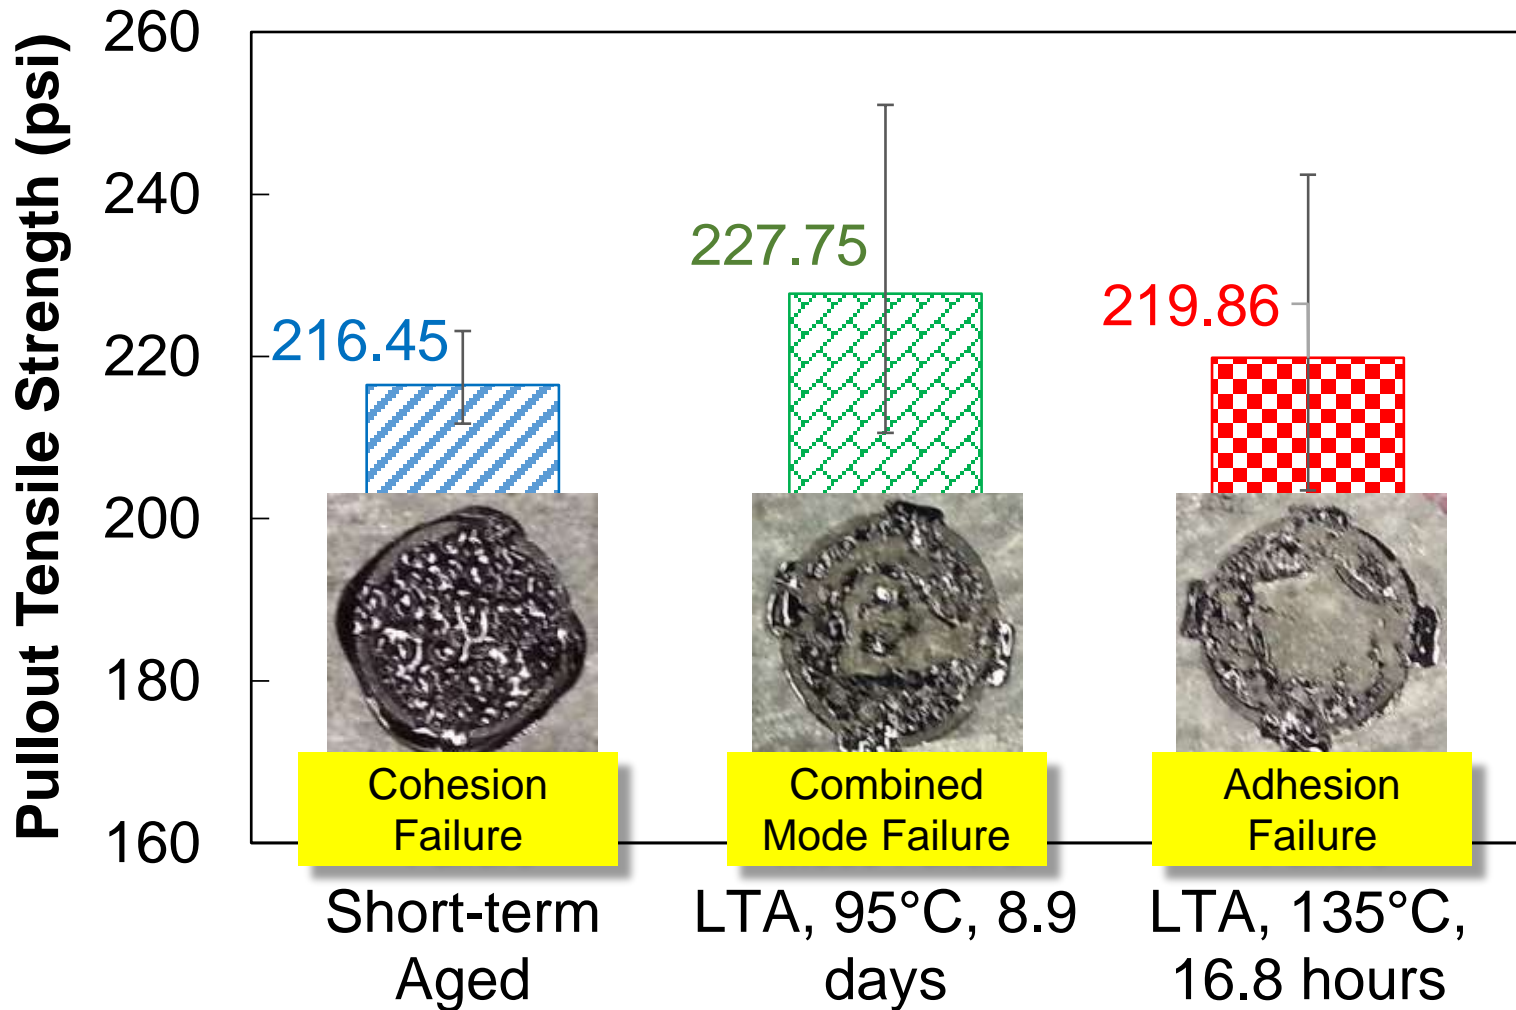 Pullout Tensile Strength (psi)
260
240
220
200
180
160
216.45
227.75
219.86
Cohesion
Failure
Combined
Mode Failure
Adhesion
Failure
Short-term
Aged
LTA, 95°C, 8.9
days
LTA, 135°C,
16.8 hours